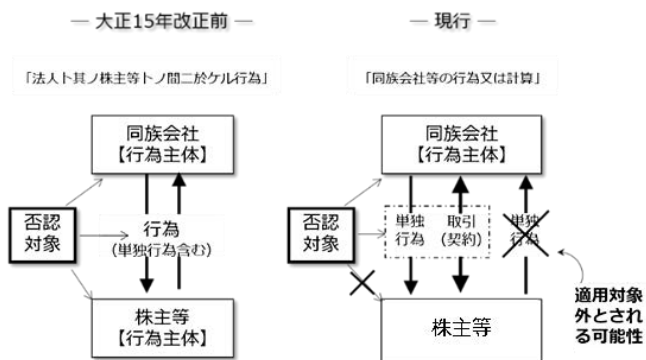 ― 大正15年改正前 ―
「法人ト其ノ株主等トノ間二於ケル行為」
同族会社
【行為主体】
否認
対象
行為
(単独行為含む)
株主等
【行為主体】
― 現行 ―
「同族会社等の行為又は計算」
同族会社
【行為主体】
否認
対象
単独
行為
取引
(契約)
単独
行為
株主等
適用対象
外とされ
る可能性